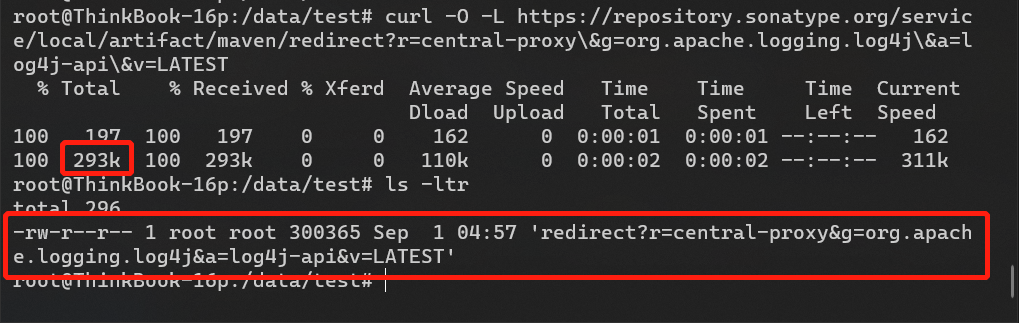 root@ThinkBook-16p:/data/test# curl -O -L https://repository.sonatype.org/servic
e/local/artifact/maven/redirect?r=central-proxy\&g=org.apache.logging.log4j\&a=l
og4j-api\&v=LATEST
  % Total    % Received % Xferd  Average Speed   Time    Time     Time  Current
                                 Dload  Upload   Total   Spent    Left  Speed
100   197  100   197    0     0    162      0  0:00:01  0:00:01 --:--:--   162
100  293k  100  293k    0     0   110k      0  0:00:02  0:00:02 --:--:--  311k
root@ThinkBook-16p:/data/test# ls -ltr
total 296
-rw-r--r-- 1 root root 300365 Sep  1 04:57 'redirect?r=central-proxy&g=org.apach
e.logging.log4j&a=log4j-api&v=LATEST'
root@ThinkBook-16p:/data/test#